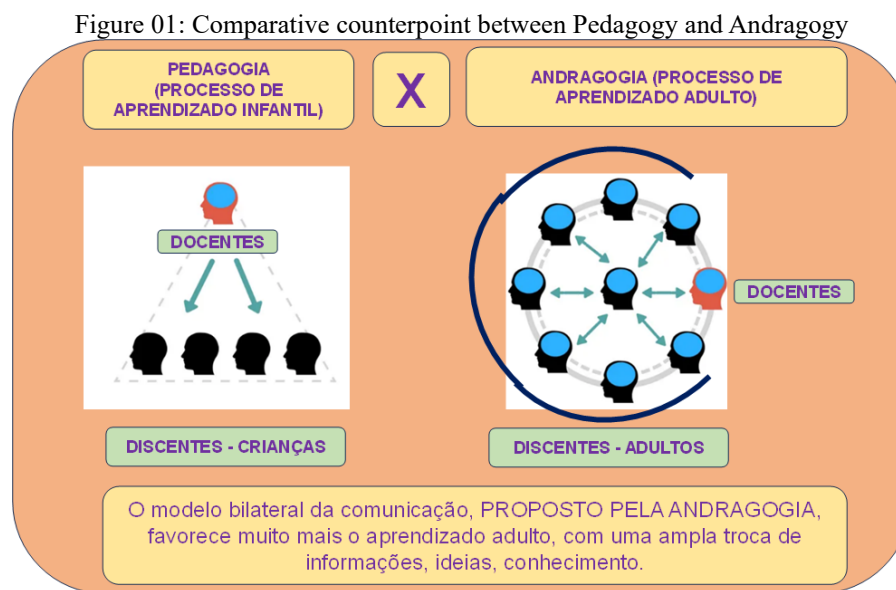 Figure 01: Comparative counterpoint between Pedagogy and Andragogy
PEDAGOGIA
(PROCESSO DE
APRENDIZADO INFANTIL)
X
ANDRAGOGIA (PROCESSO DE
APRENDIZADO ADULTO)
DOCENTES
DOCENTES
DISCENTES - CRIANÇAS
DISCENTES - ADULTOS
O modelo bilateral da comunicação, PROPOSTO PELA ANDRAGOGIA,
favorece muito mais o aprendizado adulto, com uma ampla troca de
informações, ideias, conhecimento.